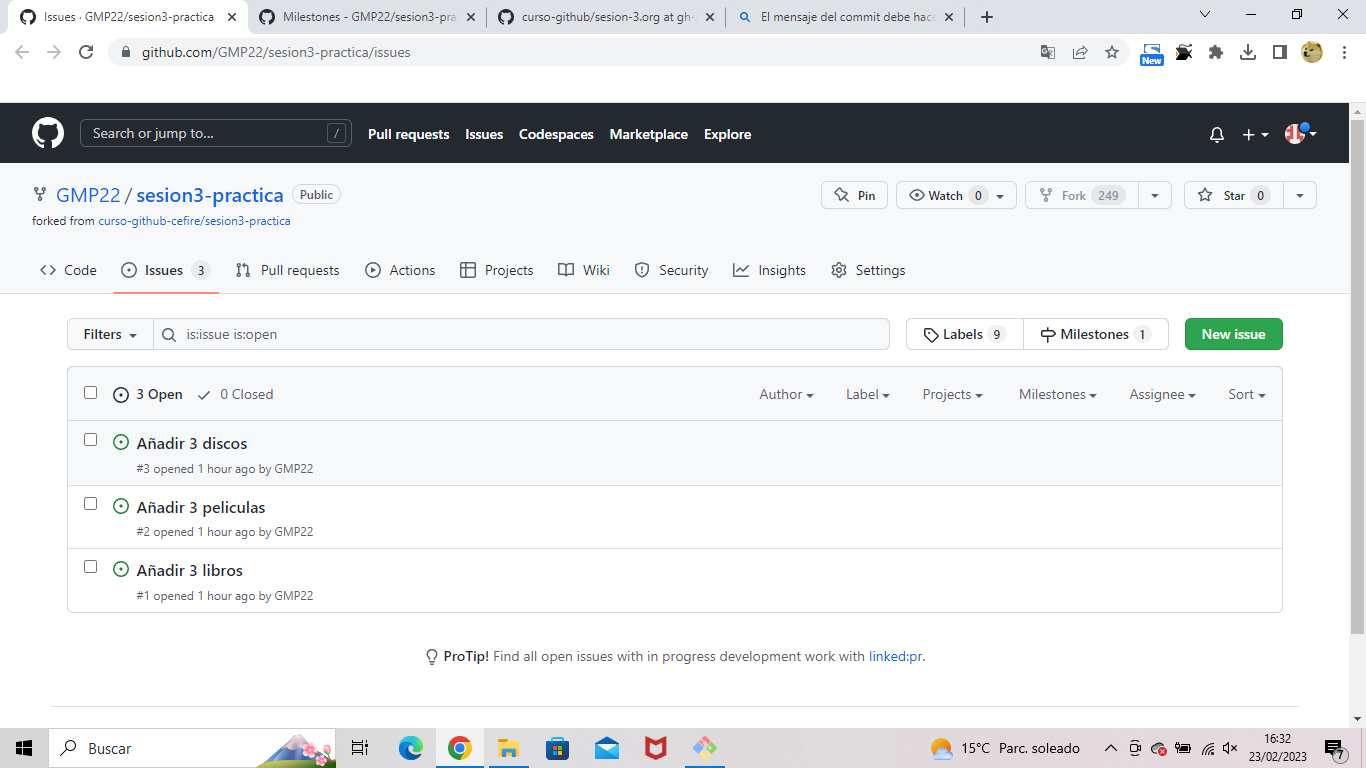 Issues · GMP22/sesion3-practica
Milestones - GMP22/sesion3-pra
curso-github/sesion-3.org at gh-
El mensaje del commit debe hace
github.com/GMP22/sesion3-practica/issues
New
Search or jump to...
/
Pull requests
Issues
Codespaces
Marketplace
Explore
GMP22 / sesion3-practica
Public
Pin
Watch 0
Fork 249
Star 0
forked from curso-github-cefire/sesion3-practica
Code
Issues 3
Pull requests
Actions
Projects
Wiki
Security
Insights
Settings
Filters
is:issue is:open
Labels 9
Milestones 1
New issue
3 Open
0 Closed
Author
Label
Projects
Milestones
Assignee
Sort
Añadir 3 discos
#3 opened 1 hour ago by GMP22
Añadir 3 peliculas
#2 opened 1 hour ago by GMP22
Añadir 3 libros
#1 opened 1 hour ago by GMP22
ProTip! Find all open issues with in progress development work with linked:pr.
Buscar
15°C Parc. soleado
16:32
23/02/2023
7